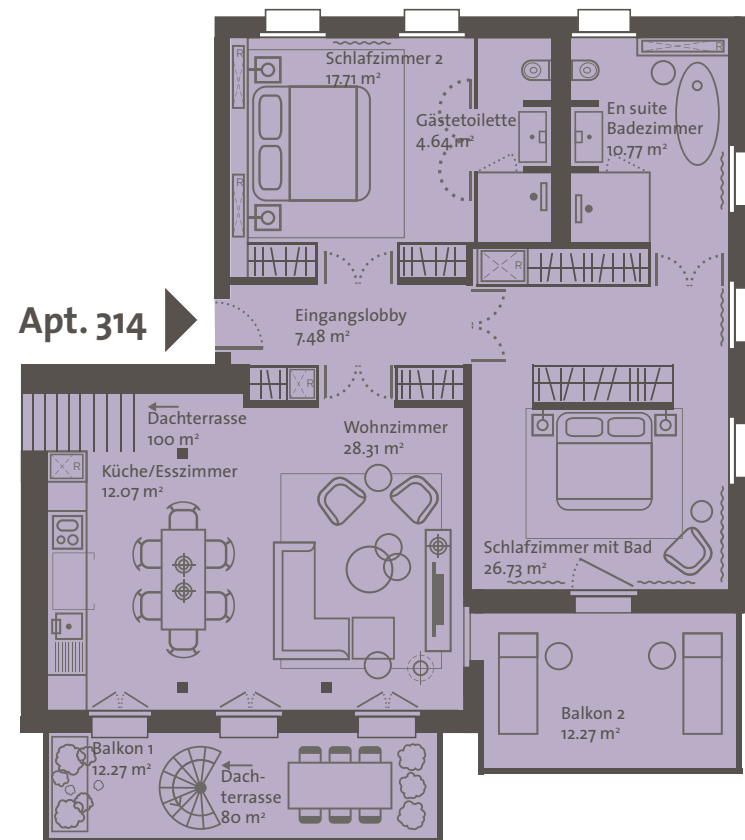 Schlafzimmer 2
17.71 m²
Gästetoilette
4.64 m²
En suite
Badezimmer
10.77 m²
R
R
R
R
Apt. 314
Eingangslobby
7.48 m²
R
Dachterrasse
100 m²
Wohnzimmer
28.31 m²
Küche/Esszimmer
12.07 m²
R
Schlafzimmer mit Bad
26.73 m²
Balkon 1
12.27 m²
Dach-
terrasse
80 m²
Balkon 2
12.27 m²